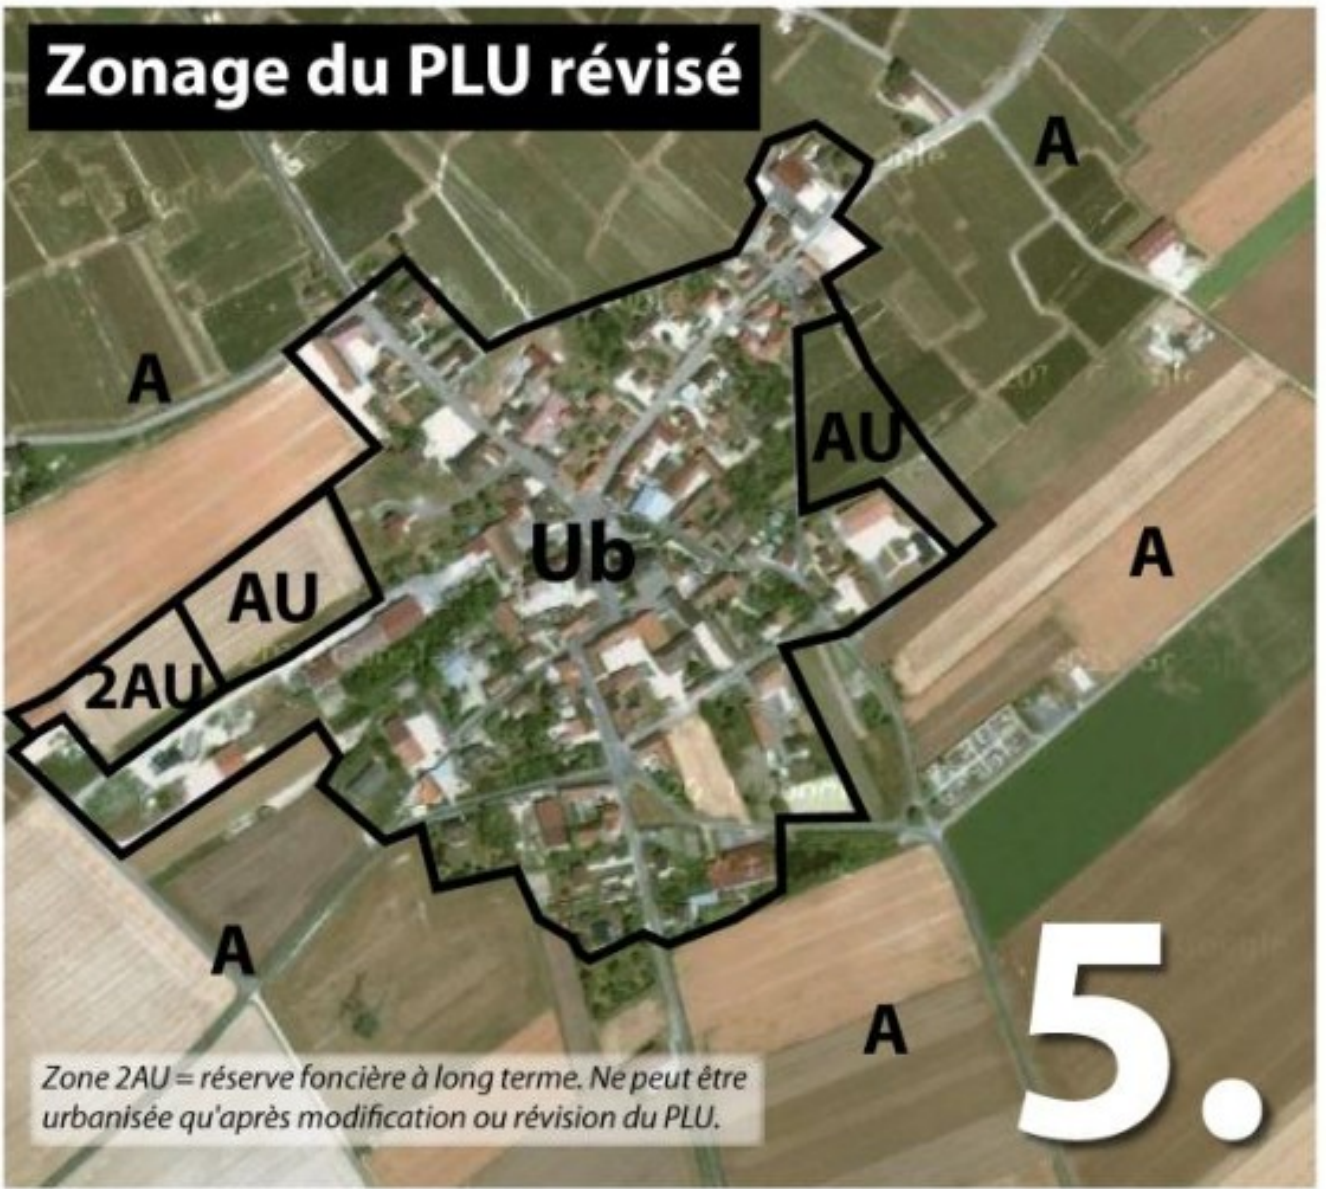 Zonage du PLU révisé
A
A
AU
Ub
A
AU
2AU
A
A
5.
Zone 2AU = réserve foncière à long terme. Ne peut être
urbanisée qu'après modification ou révision du PLU.